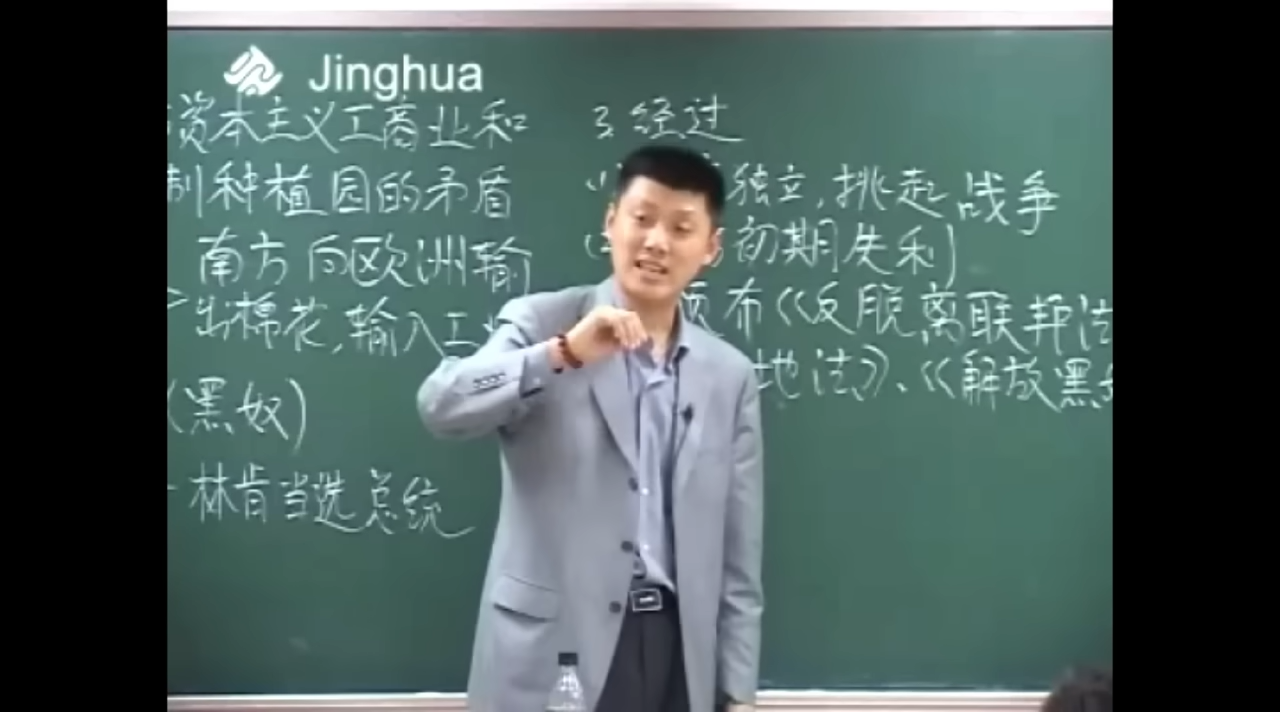 Jinghua
资本主义工商业和
制种植园的矛盾
南方向欧洲输
出棉花,输入工业
(黑奴)
林肯当选总统
3 经过
独立,挑起战争
初期失利
布《反脱离联邦法
地法》、《解放黑奴